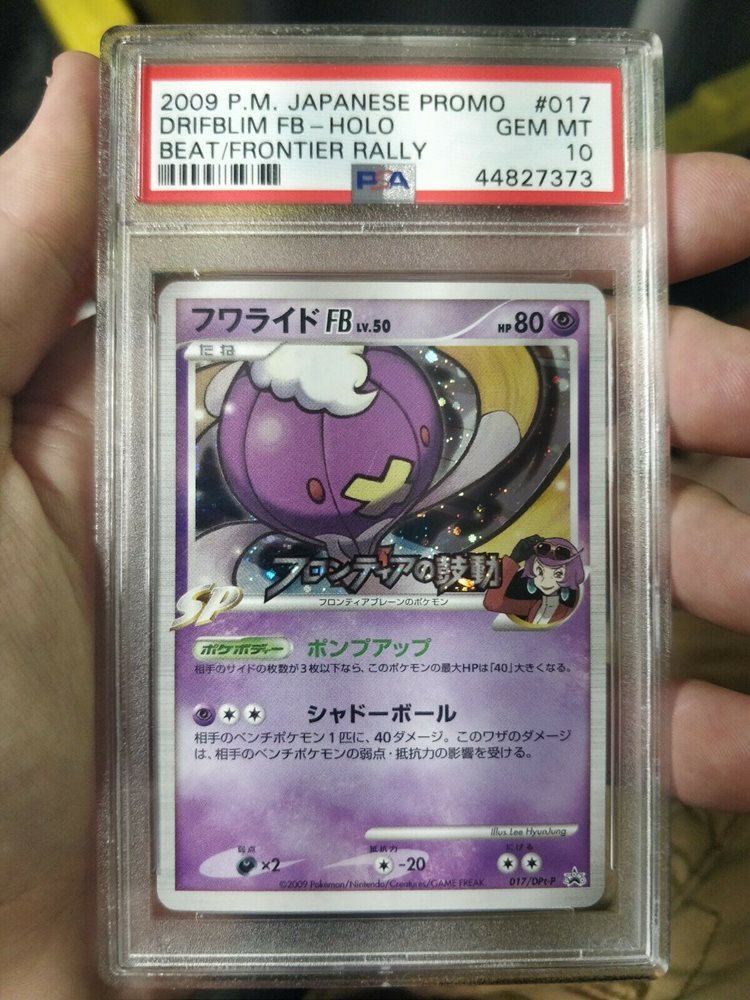 2009 P.M. JAPANESE PROMO #017
DRIFBLIM FB-HOLO GEM MT
BEAT/FRONTIER RALLY 10
PSA 44827373
フワライド FB LV.50 HP 80
たね
フロンティアの鼓動
SP
フロンティアブレーンのポケモン
ポケボディー ポンプアップ
相手のサイドの枚数が3枚以下なら、このポケモンの最大HPは「40」大きくなる。
シャドーボール
相手のベンチポケモン1匹に、40ダメージ。このワザのダメージ
は、相手のベンチポケモンの弱点・抵抗力の影響を受ける。
Illus. Lee HyunJung
弱点 抵抗力 にげる
×2 -20
©2009 Pokémon/Nintendo/Creatures/GAME FREAK 017/DPt-P